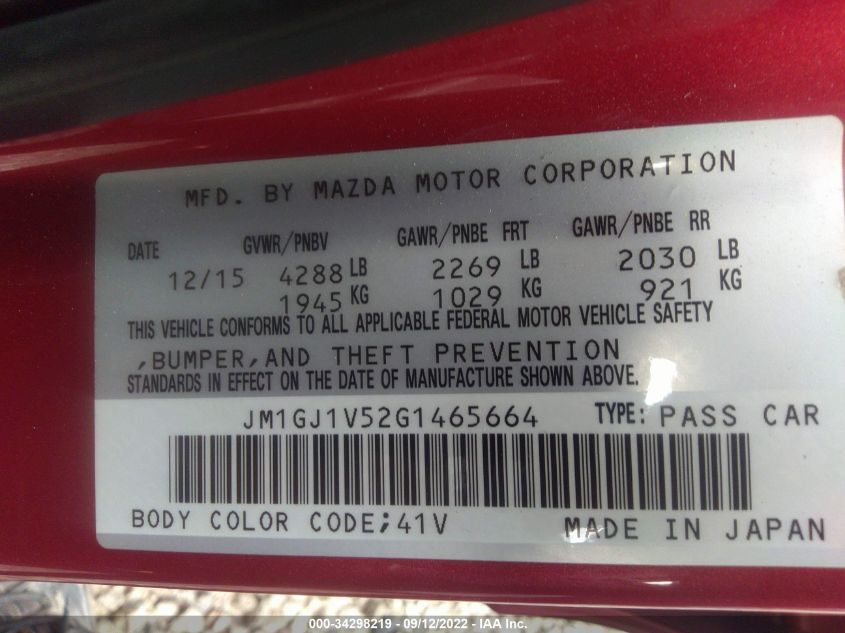 MFD. BY MAZDA MOTOR CORPORATION
DATE GVWR/PNBV GAWR/PNBE FRT GAWR/PNBE RR
12/15 4288 LB 2269 LB 2030 LB
1945 KG 1029 KG 921 KG
THIS VEHICLE CONFORMS TO ALL APPLICABLE FEDERAL MOTOR VEHICLE SAFETY
,BUMPER,AND THEFT PREVENTION
STANDARDS IN EFFECT ON THE DATE OF MANUFACTURE SHOWN ABOVE.
JM1GJ1V52G1465664 TYPE: PASS CAR
BODY COLOR CODE;41V MADE IN JAPAN
000-34298219 - 09/12/2022 - IAA Inc.